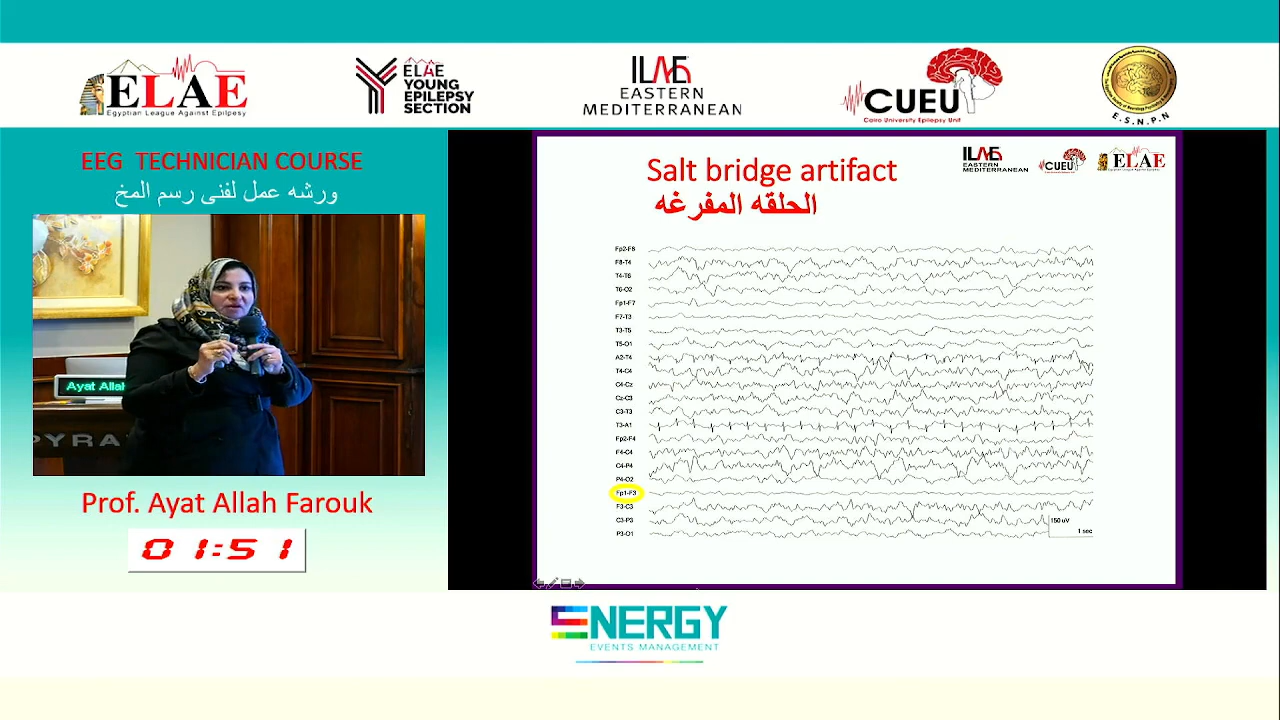 ELAE
Egyptian League Against Epilepsy
ELAE
YOUNG
EPILEPSY
SECTION
ILAE
EASTERN
MEDITERRANEAN
CUEU
Cairo University Epilepsy Unit
E.S.N.P.N
EEG TECHNICIAN COURSE
ورشه عمل لفنى رسم المخ
Ayat Allah
PYRA
Prof. Ayat Allah Farouk
01:51
Salt bridge artifact
الحلقه المفرغه
ILAE
EASTERN
MEDITERRANEAN
CUEU
ELAE
Fp2-F8
F8-T4
T4-T6
T6-O2
Fp1-F7
F7-T3
T3-T5
T5-O1
A2-T4
T4-C4
C4-Cz
Cz-C3
C3-T3
T3-A1
Fp2-F4
F4-C4
C4-P4
P4-O2
Fp1-F3
F3-C3
C3-P3
P3-O1
150 uV
1 sec
ENERGY
EVENTS MANAGEMENT